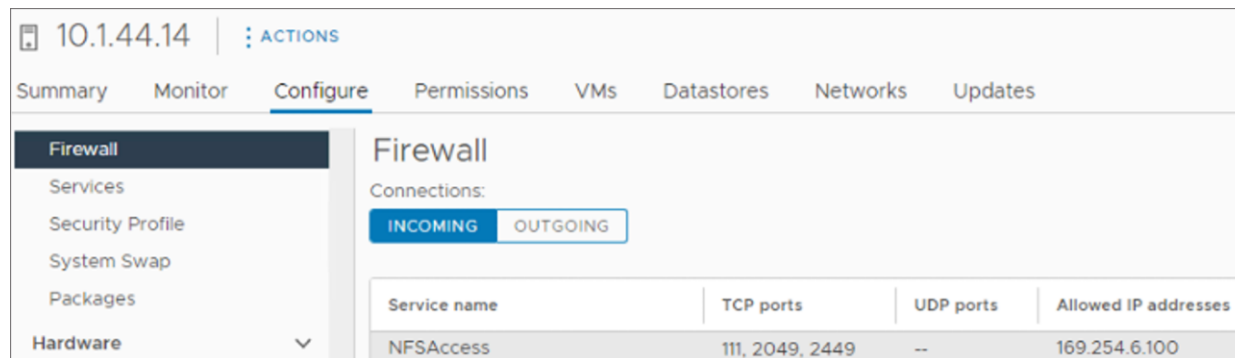 10.1.44.14 ACTIONS
Summary Monitor Configure Permissions VMs Datastores Networks Updates
Firewall
Services
Security Profile
System Swap
Packages
Hardware
Firewall
Connections:
INCOMING OUTGOING
Service name TCP ports UDP ports Allowed IP addresses
NFSAccess 111, 2049, 2449 -- 169.254.6.100